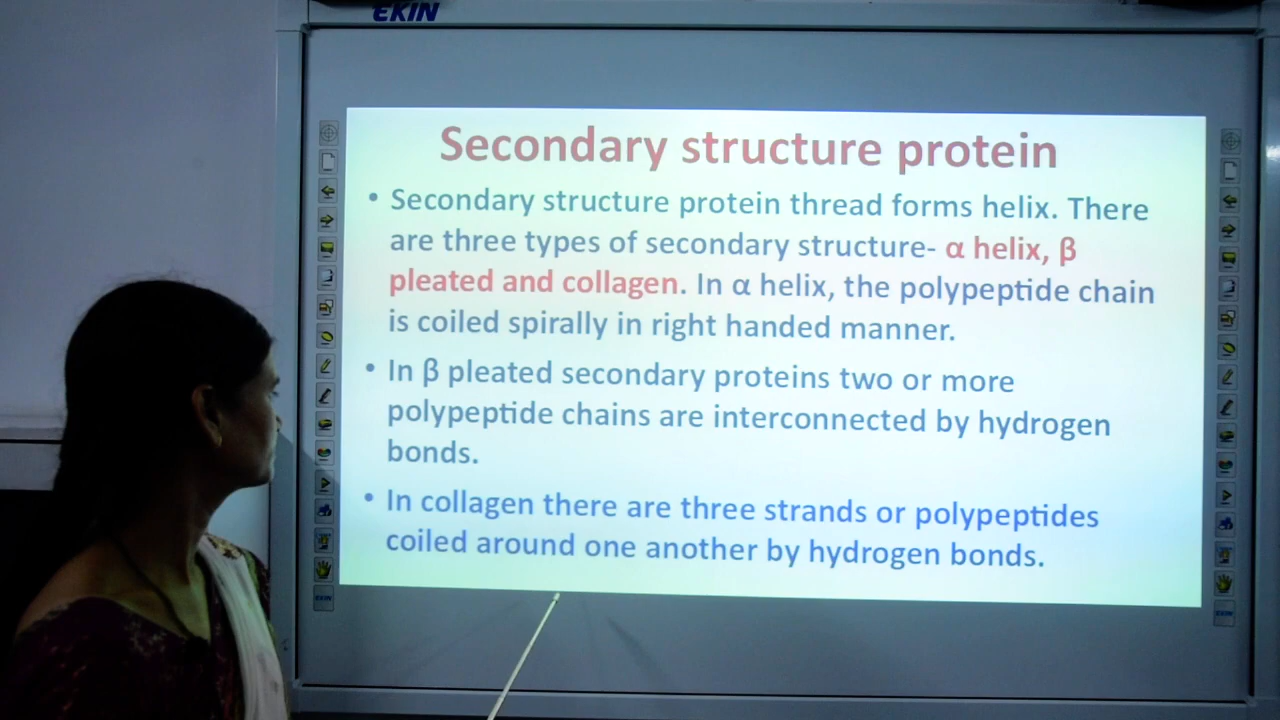 EKIN
Secondary structure protein
• Secondary structure protein thread forms helix. There
are three types of secondary structure- α helix, β
pleated and collagen. In α helix, the polypeptide chain
is coiled spirally in right handed manner.
• In β pleated secondary proteins two or more
polypeptide chains are interconnected by hydrogen
bonds.
• In collagen there are three strands or polypeptides
coiled around one another by hydrogen bonds.
EKIN
EKIN